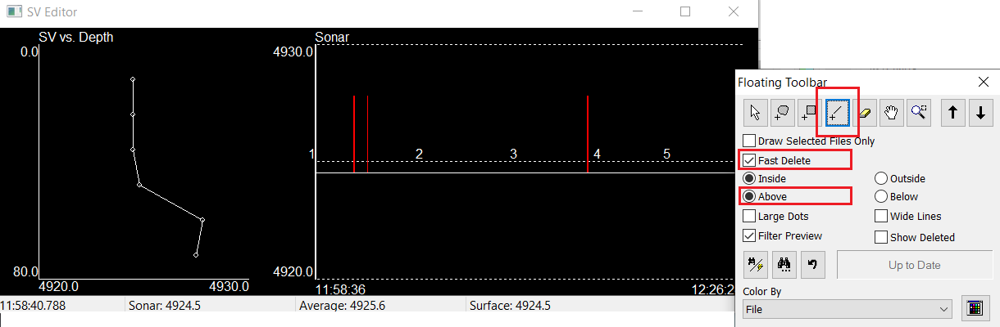 SV Editor
SV vs. Depth
0.0
80.0
4920.0 4930.0
Sonar
4930.0
1 2 3 4 5
4920.0
11:58:36 12:26:2
11:58:40.788 Sonar: 4924.5 Average: 4925.6 Surface: 4924.5
Floating Toolbar
Draw Selected Files Only
Fast Delete
Inside Outside
Above Below
Large Dots Wide Lines
Filter Preview Show Deleted
Up to Date
Color By
File